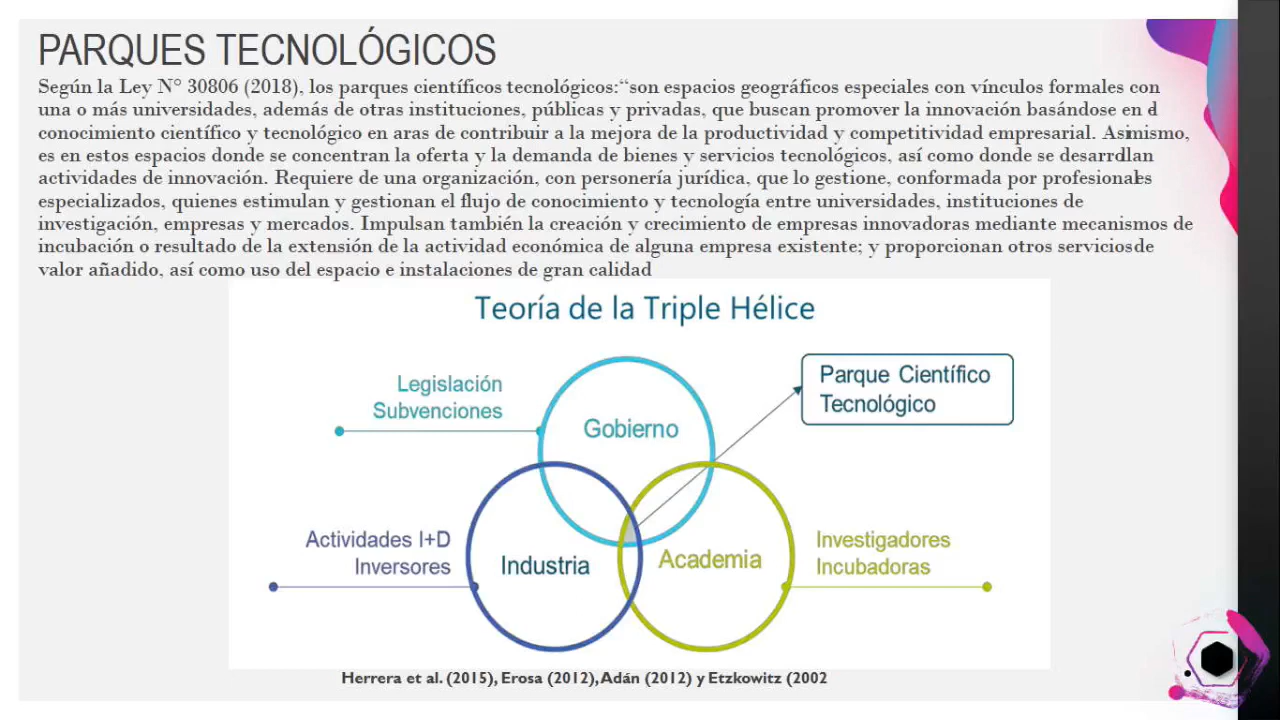 PARQUES TECNOLÓGICOS
Según la Ley N° 30806 (2018), los parques científicos tecnológicos:“son espacios geográficos especiales con vínculos formales con
una o más universidades, además de otras instituciones, públicas y privadas, que buscan promover la innovación basándose en el
conocimiento científico y tecnológico en aras de contribuir a la mejora de la productividad y competitividad empresarial. Asimismo,
es en estos espacios donde se concentran la oferta y la demanda de bienes y servicios tecnológicos, así como donde se desarrollan
actividades de innovación. Requiere de una organización, con personería jurídica, que lo gestione, conformada por profesionales
especializados, quienes estimulan y gestionan el flujo de conocimiento y tecnología entre universidades, instituciones de
investigación, empresas y mercados. Impulsan también la creación y crecimiento de empresas innovadoras mediante mecanismos de
incubación o resultado de la extensión de la actividad económica de alguna empresa existente; y proporcionan otros servicios de
valor añadido, así como uso del espacio e instalaciones de gran calidad
Teoría de la Triple Hélice
Legislación
Subvenciones
Gobierno
Parque Científico
Tecnológico
Actividades I+D
Inversores
Industria
Academia
Investigadores
Incubadoras
Herrera et al. (2015), Erosa (2012), Adán (2012) y Etzkowitz (2002